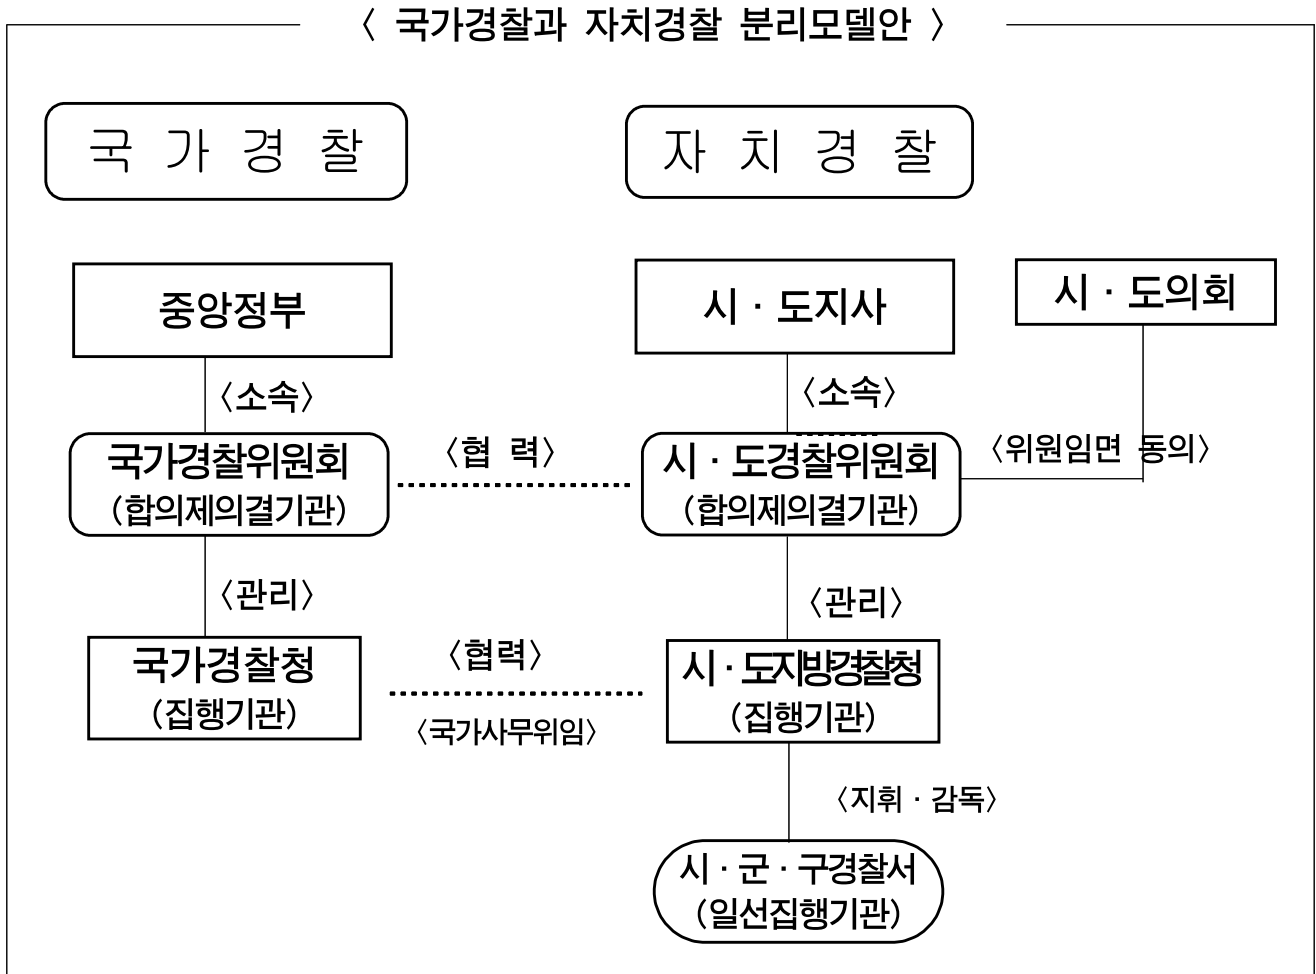 〈 국가경찰과 자치경찰 분리모델안 〉
국 가 경 찰
자 치 경 찰
중앙정부
시 · 도지사
시 · 도의회
〈소속〉
〈소속〉
국가경찰위원회
(합의제의결기관)
〈협 력〉
시 · 도경찰위원회
(합의제의결기관)
〈위원임면 동의〉
〈관리〉
〈관리〉
국가경찰청
(집행기관)
〈협력〉
〈국가사무위임〉
시 · 도지방경찰청
(집행기관)
〈지휘 · 감독〉
시 · 군 · 구경찰서
(일선집행기관)